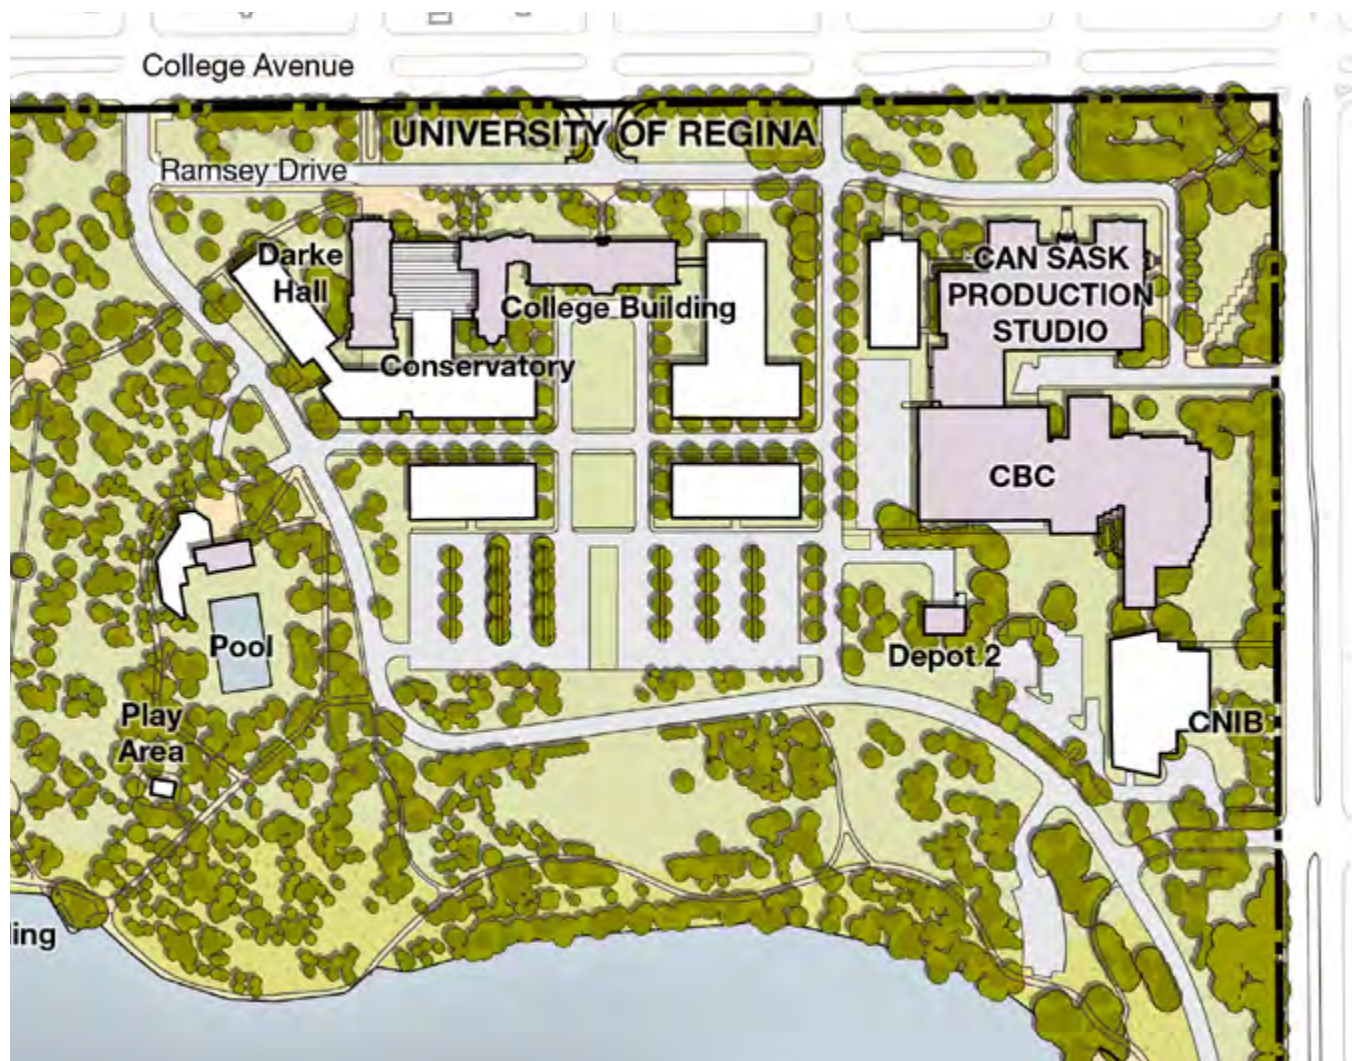 College Avenue
UNIVERSITY OF REGINA
Ramsey Drive
Darke
Hall
College Building
Conservatory
CAN SASK
PRODUCTION
STUDIO
CBC
Pool
Depot 2
Play
Area
CNIB
ing